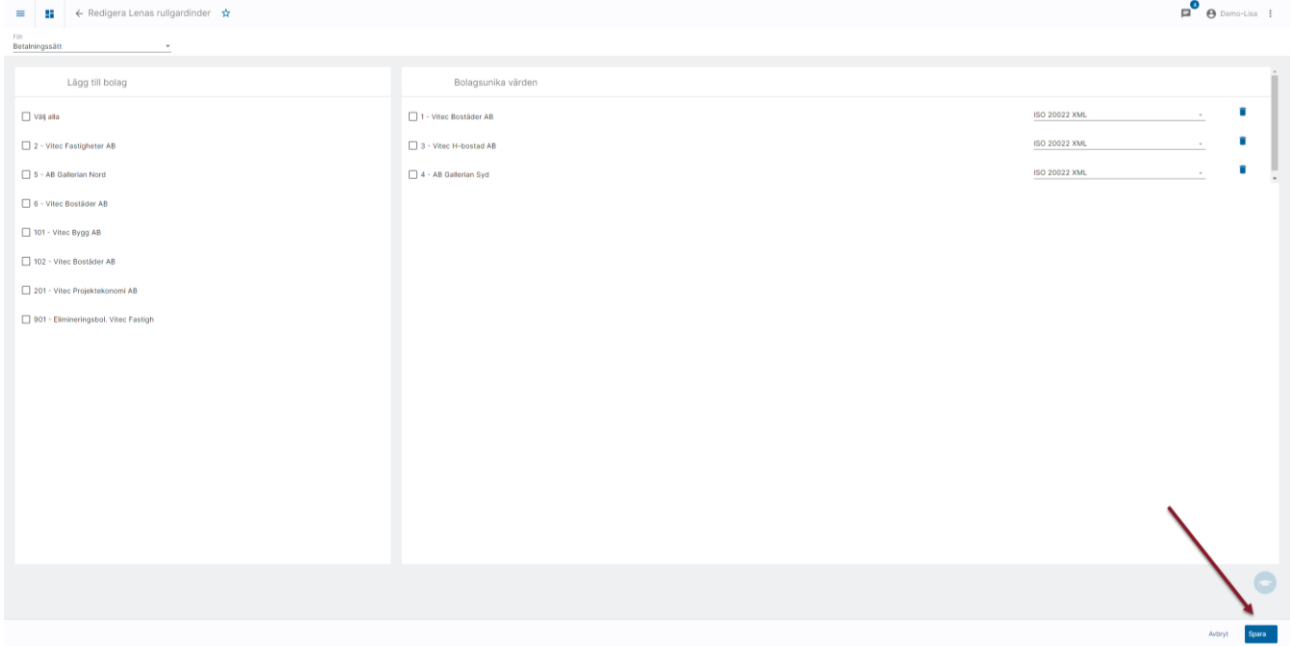 Redigera Lenas rullgardinder
4
Demo-Lisa
Fält
Betalningssätt
Lägg till bolag
Bolagsunika värden
Välj alla
2 - Vitec Fastigheter AB
5 - AB Gallerian Nord
6 - Vitec Bostäder AB
101 - Vitec Bygg AB
102 - Vitec Bostäder AB
201 - Vitec Projektekonomi AB
901 - Elimineringsbol. Vitec Fastigh
1 - Vitec Bostäder AB
ISO 20022 XML
3 - Vitec H-bostad AB
ISO 20022 XML
4 - AB Gallerian Syd
ISO 20022 XML
Avbryt
Spara